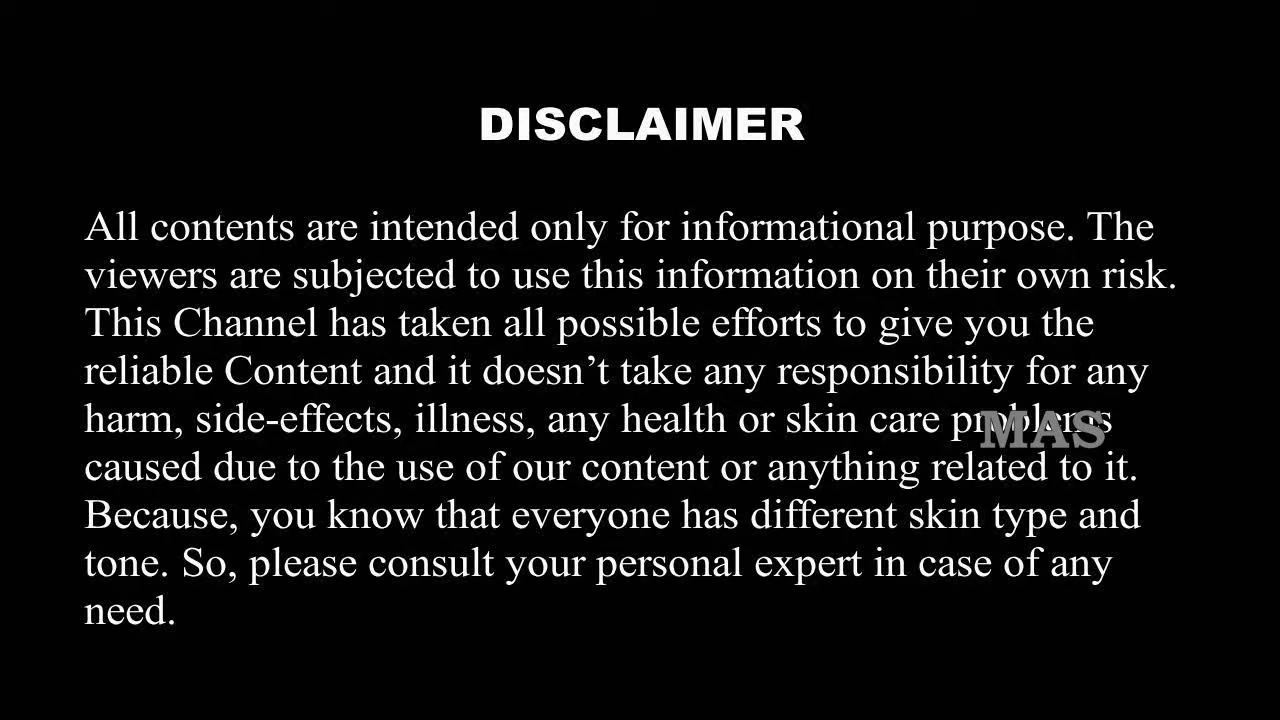 DISCLAIMER
All contents are intended only for informational purpose. The
viewers are subjected to use this information on their own risk.
This Channel has taken all possible efforts to give you the
reliable Content and it doesn’t take any responsibility for any
harm, side-effects, illness, any health or skin care problems
MAS
caused due to the use of our content or anything related to it.
Because, you know that everyone has different skin type and
tone. So, please consult your personal expert in case of any
need.